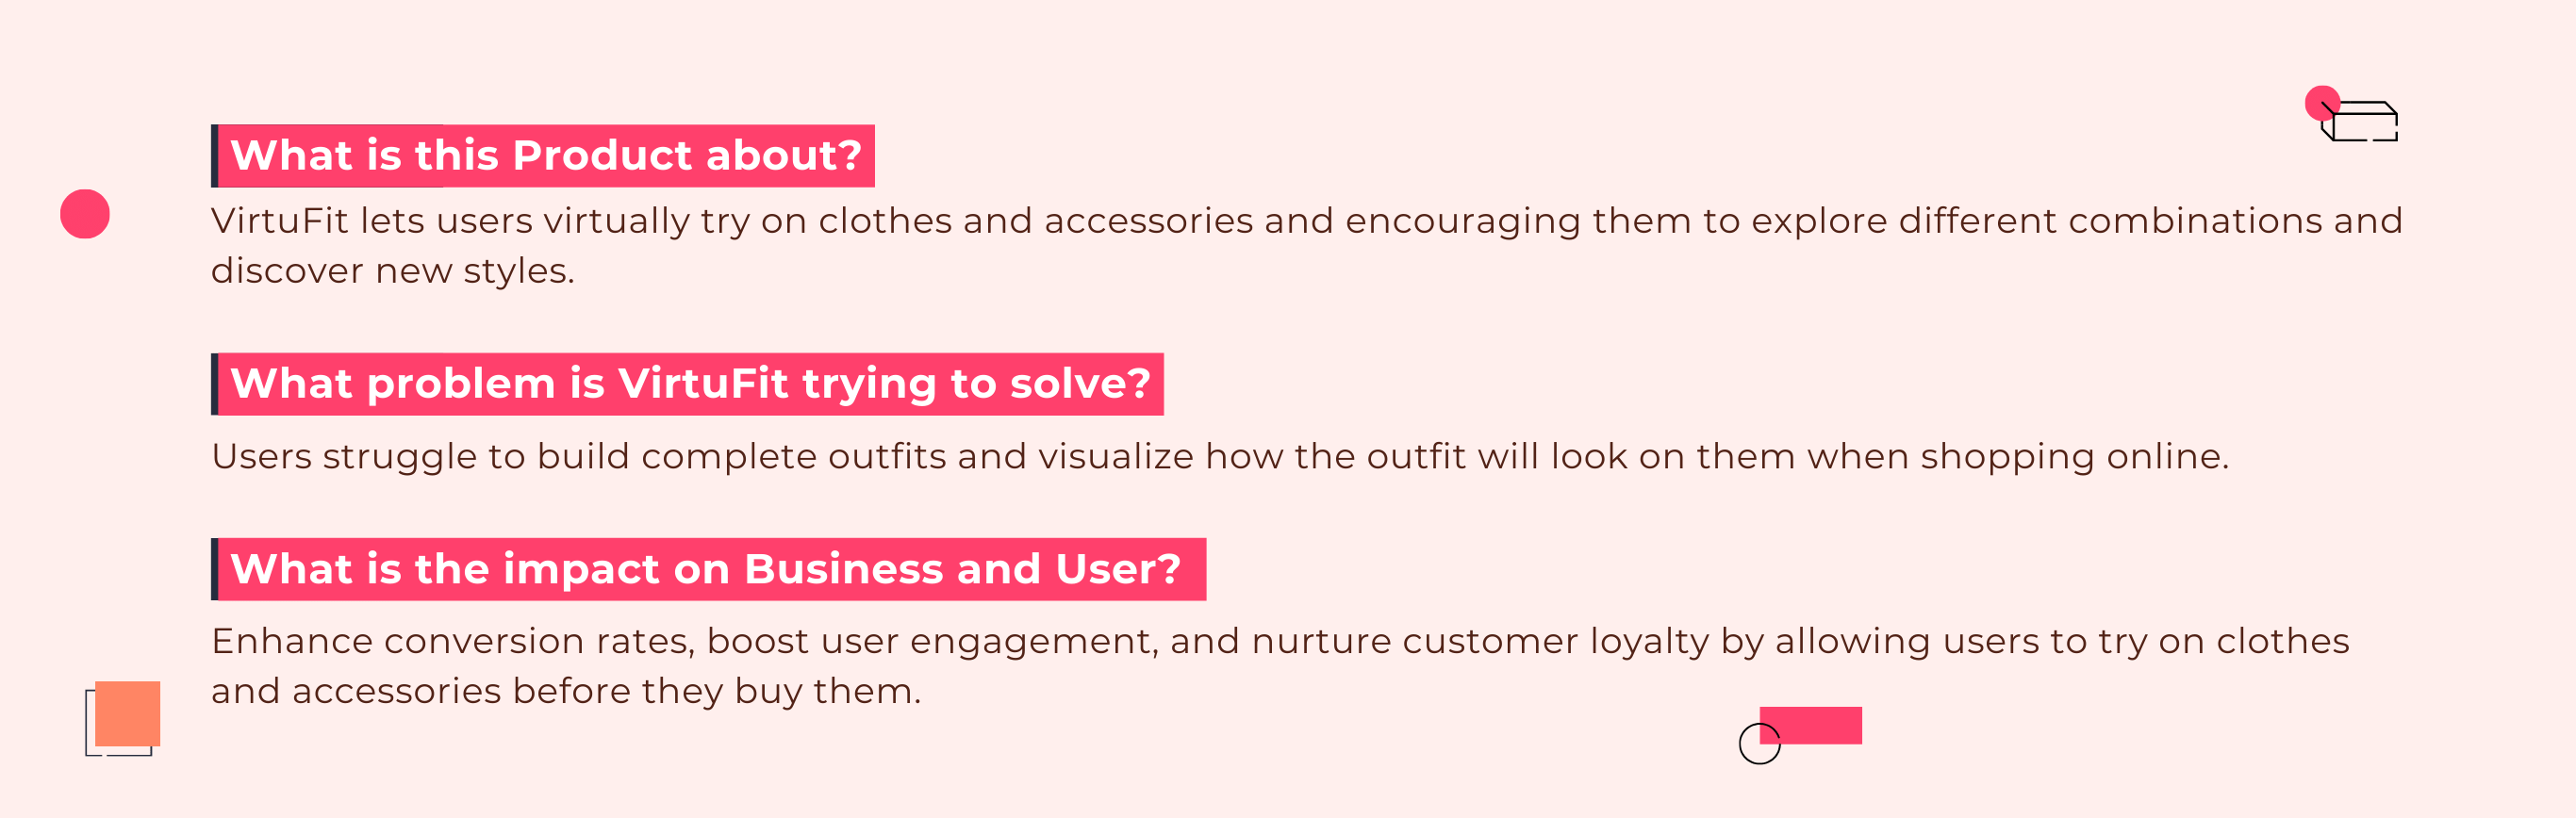 What is this Product about?
VirtuFit lets users virtually try on clothes and accessories and encouraging them to explore different combinations and
discover new styles.
What problem is VirtuFit trying to solve?
Users struggle to build complete outfits and visualize how the outfit will look on them when shopping online.
What is the impact on Business and User?
Enhance conversion rates, boost user engagement, and nurture customer loyalty by allowing users to try on clothes
and accessories before they buy them.